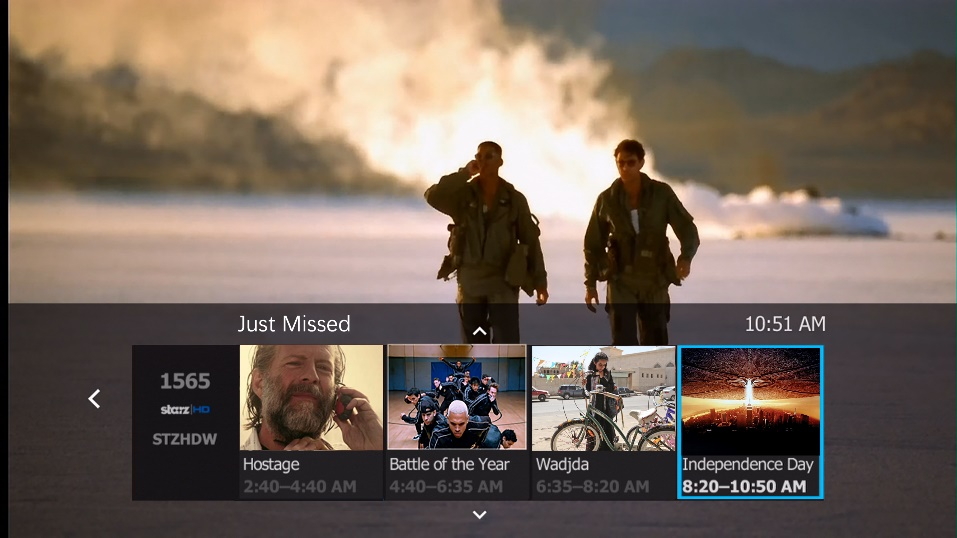 Just Missed
10:51 AM
1565
starz HD
STZHDW
Hostage
2:40–4:40 AM
Battle of the Year
4:40–6:35 AM
Wadjda
6:35–8:20 AM
Independence Day
8:20–10:50 AM